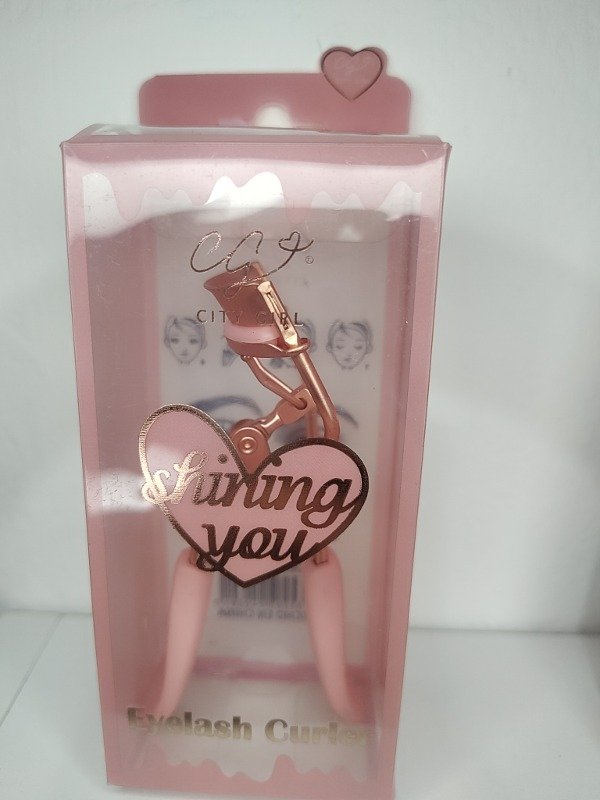 CG
®
CITY GIRL
shining
you
Eyelash Curler